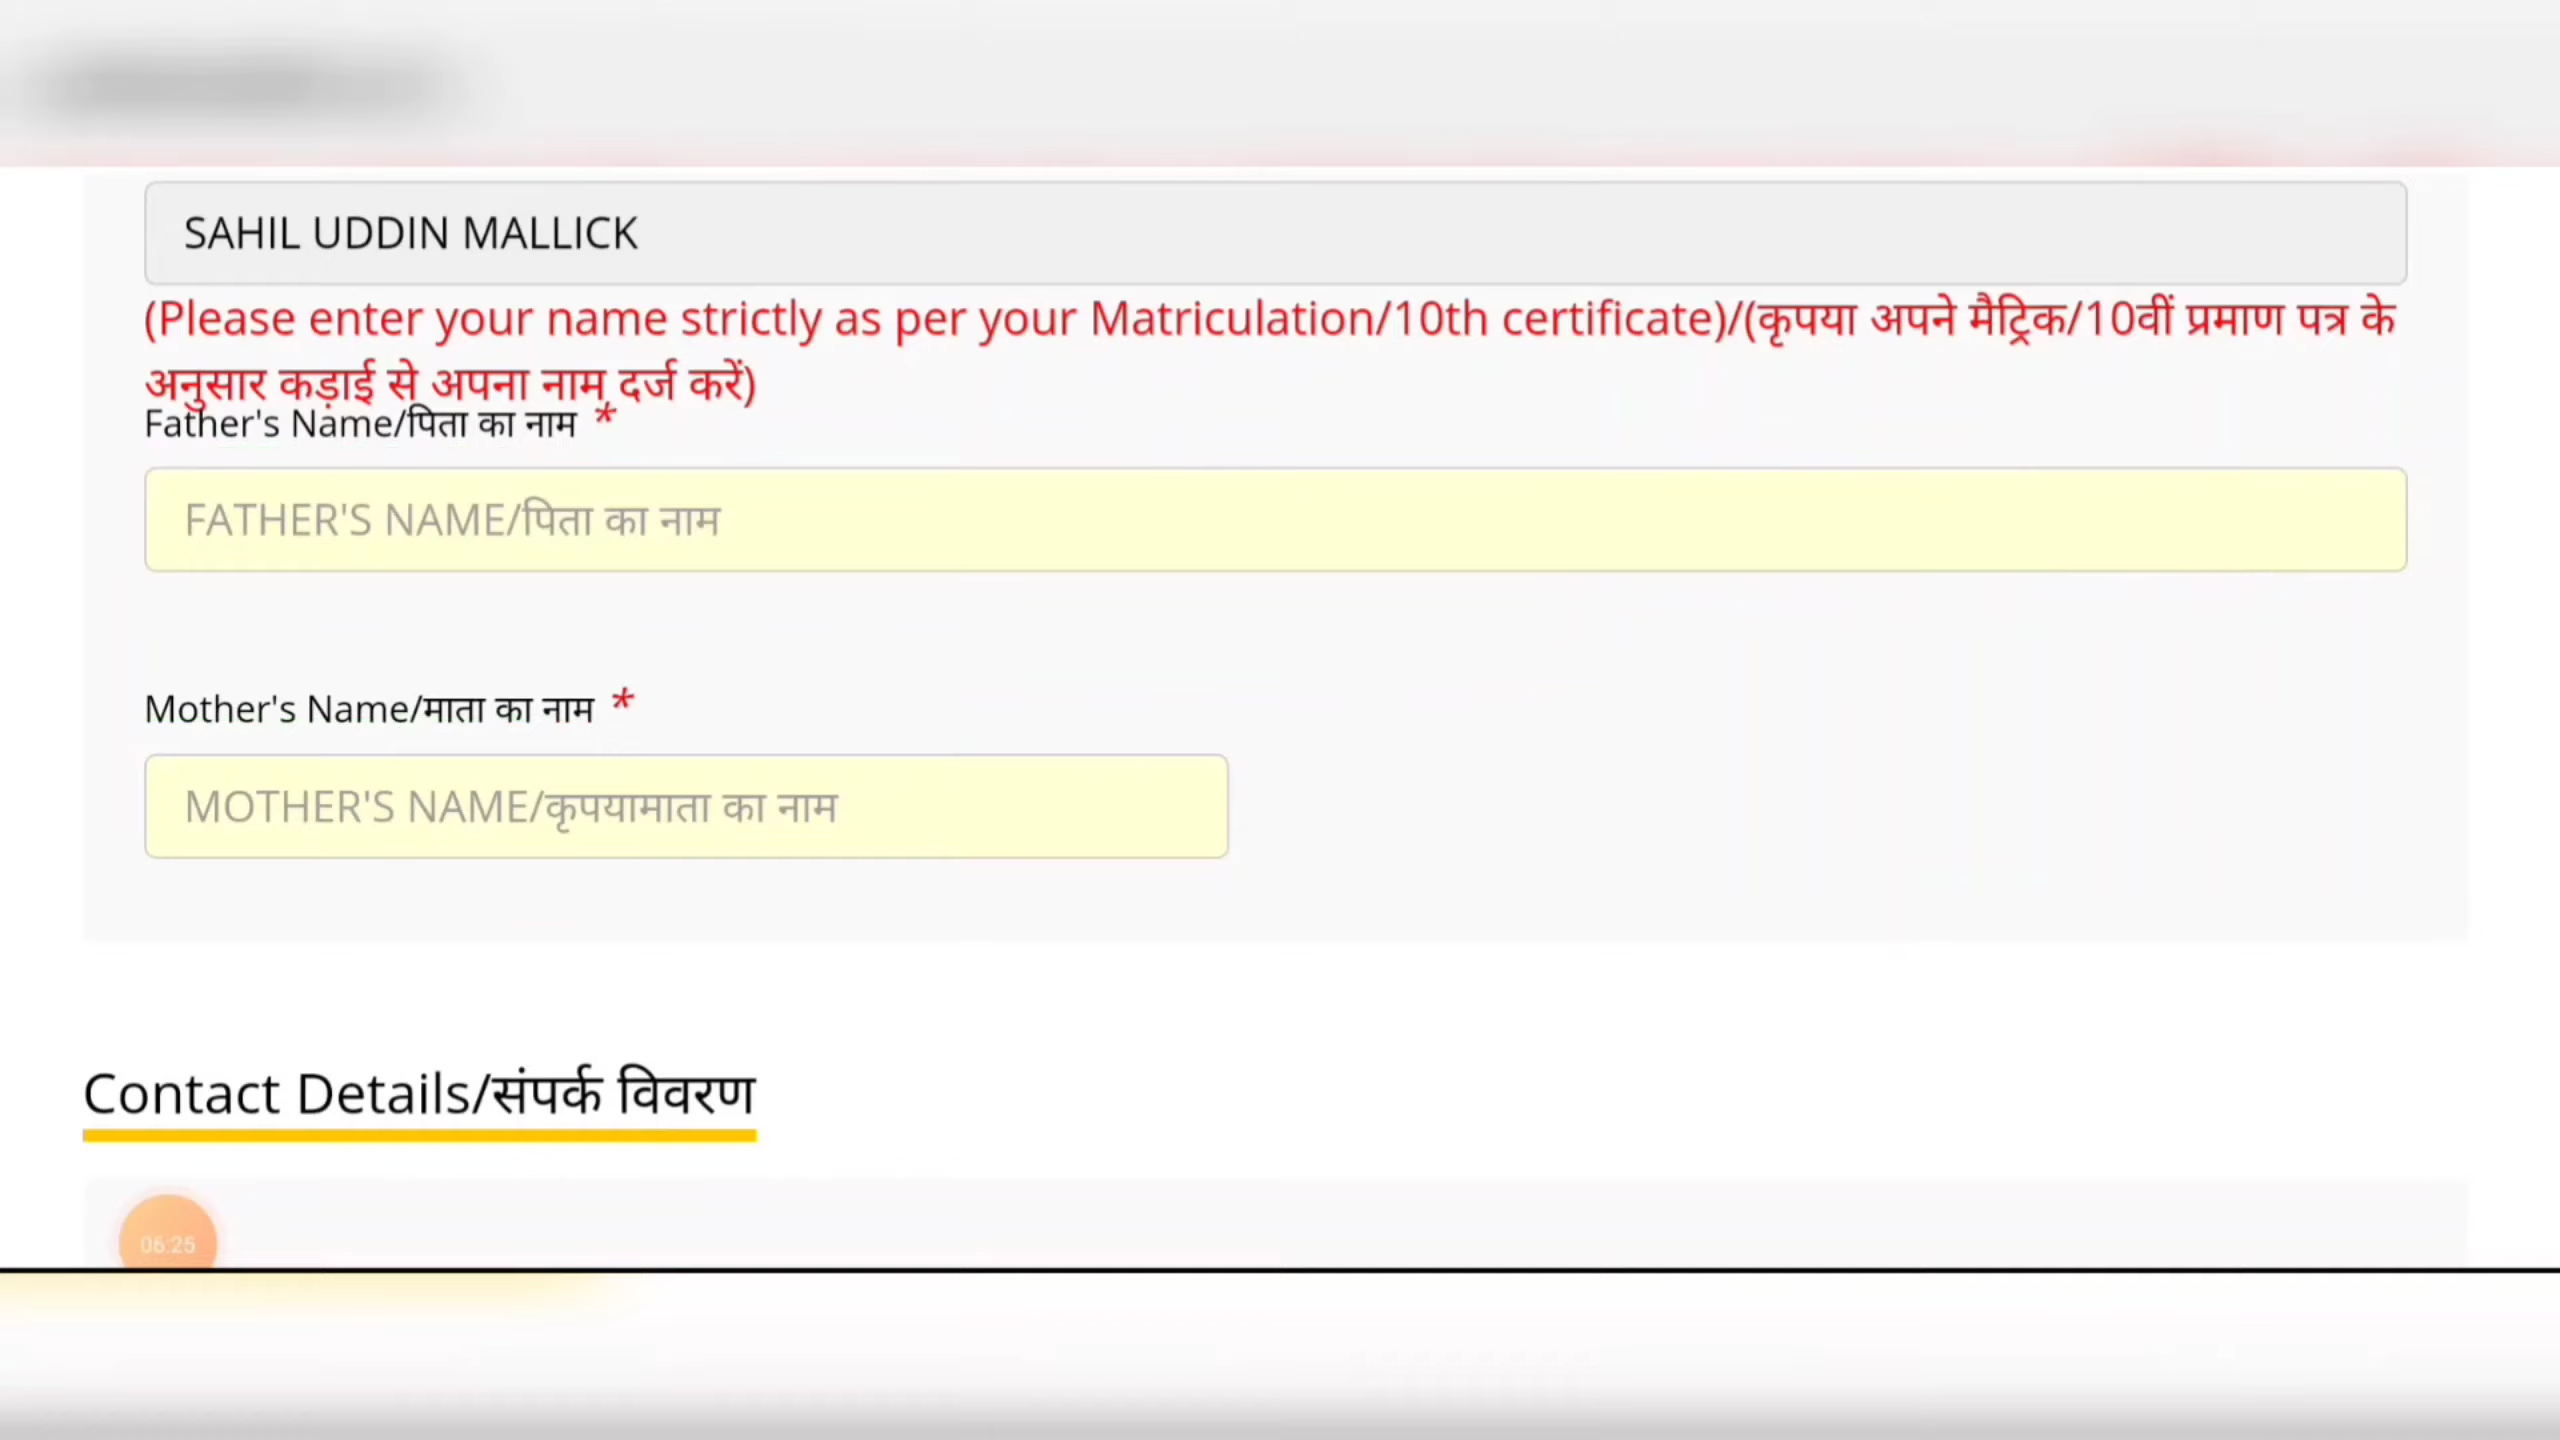 SAHIL UDDIN MALLICK
(Please enter your name strictly as per your Matriculation/10th certificate)/(कृपया अपने मैट्रिक/10वीं प्रमाण पत्र के
अनुसार कड़ाई से अपना नाम दर्ज करें)
Father's Name/पिता का नाम *
FATHER'S NAME/पिता का नाम
Mother's Name/माता का नाम *
MOTHER'S NAME/कृपयामाता का नाम
Contact Details/संपर्क विवरण
06:25